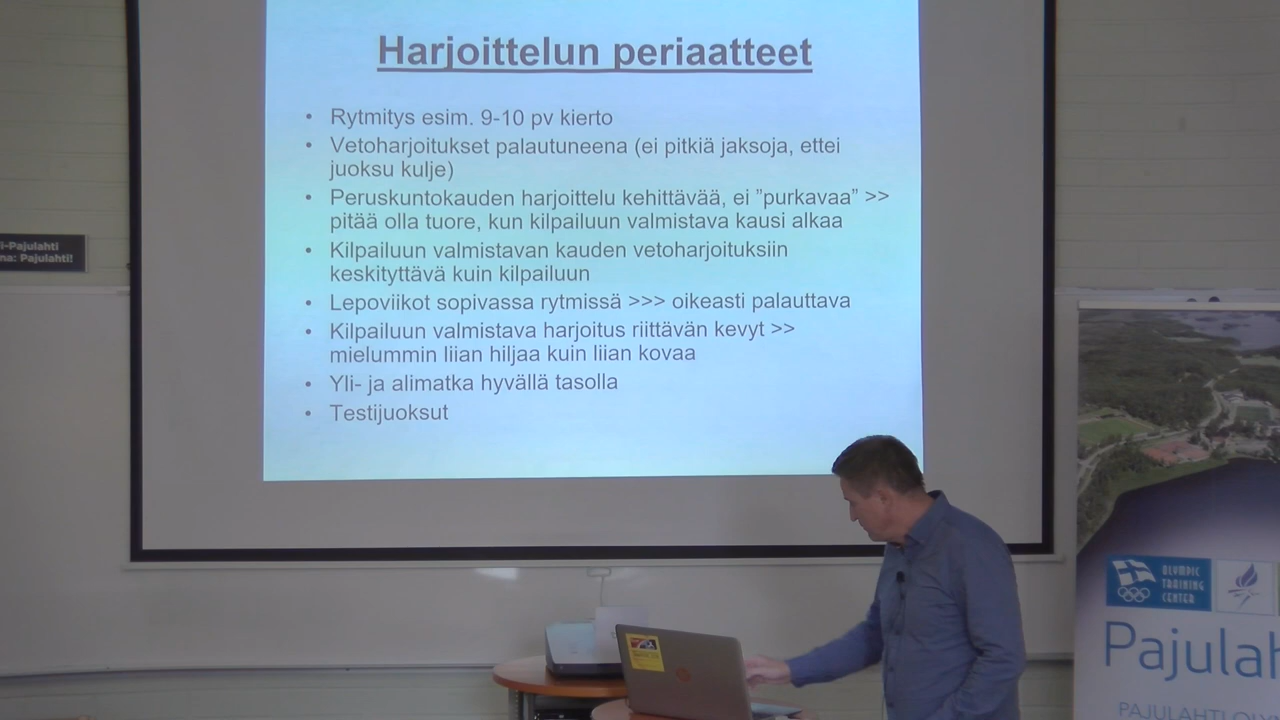 Harjoittelun periaatteet
• Rytmitys esim. 9-10 pv kierto
• Vetoharjoitukset palautuneena (ei pitkiä jaksoja, ettei
juoksu kulje)
• Peruskuntokauden harjoittelu kehittävää, ei ”purkavaa” >>
pitää olla tuore, kun kilpailuun valmistava kausi alkaa
• Kilpailuun valmistavan kauden vetoharjoituksiin
keskityttävä kuin kilpailuun
• Lepoviikot sopivassa rytmissä >>> oikeasti palauttava
• Kilpailuun valmistava harjoitus riittävän kevyt >>
mielummin liian hiljaa kuin liian kovaa
• Yli- ja alimatka hyvällä tasolla
• Testijuoksut
i-Pajulahti
na: Pajulahti!
OLYMPIC
TRAINING
CENTER
Pajulah
PAJULAHTI